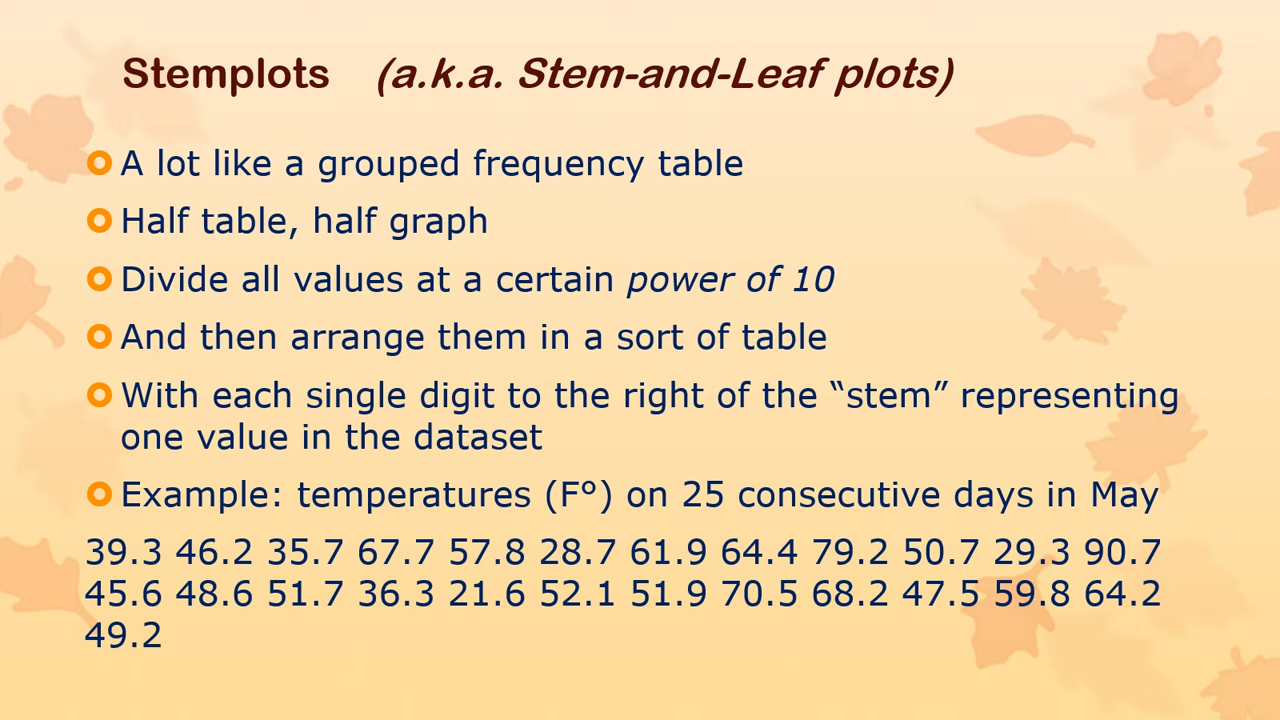 Stemplots (a.k.a. Stem-and-Leaf plots)
A lot like a grouped frequency table
Half table, half graph
Divide all values at a certain power of 10
And then arrange them in a sort of table
With each single digit to the right of the “stem” representing
one value in the dataset
Example: temperatures (Fº) on 25 consecutive days in May
39.3 46.2 35.7 67.7 57.8 28.7 61.9 64.4 79.2 50.7 29.3 90.7
45.6 48.6 51.7 36.3 21.6 52.1 51.9 70.5 68.2 47.5 59.8 64.2
49.2